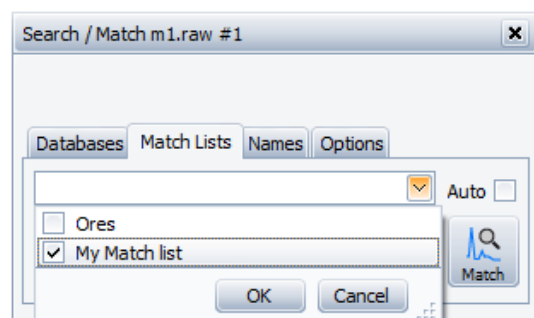 Search / Match m1.raw #1
Databases Match Lists Names Options
Auto
Ores
My Match list
Match
OK Cancel